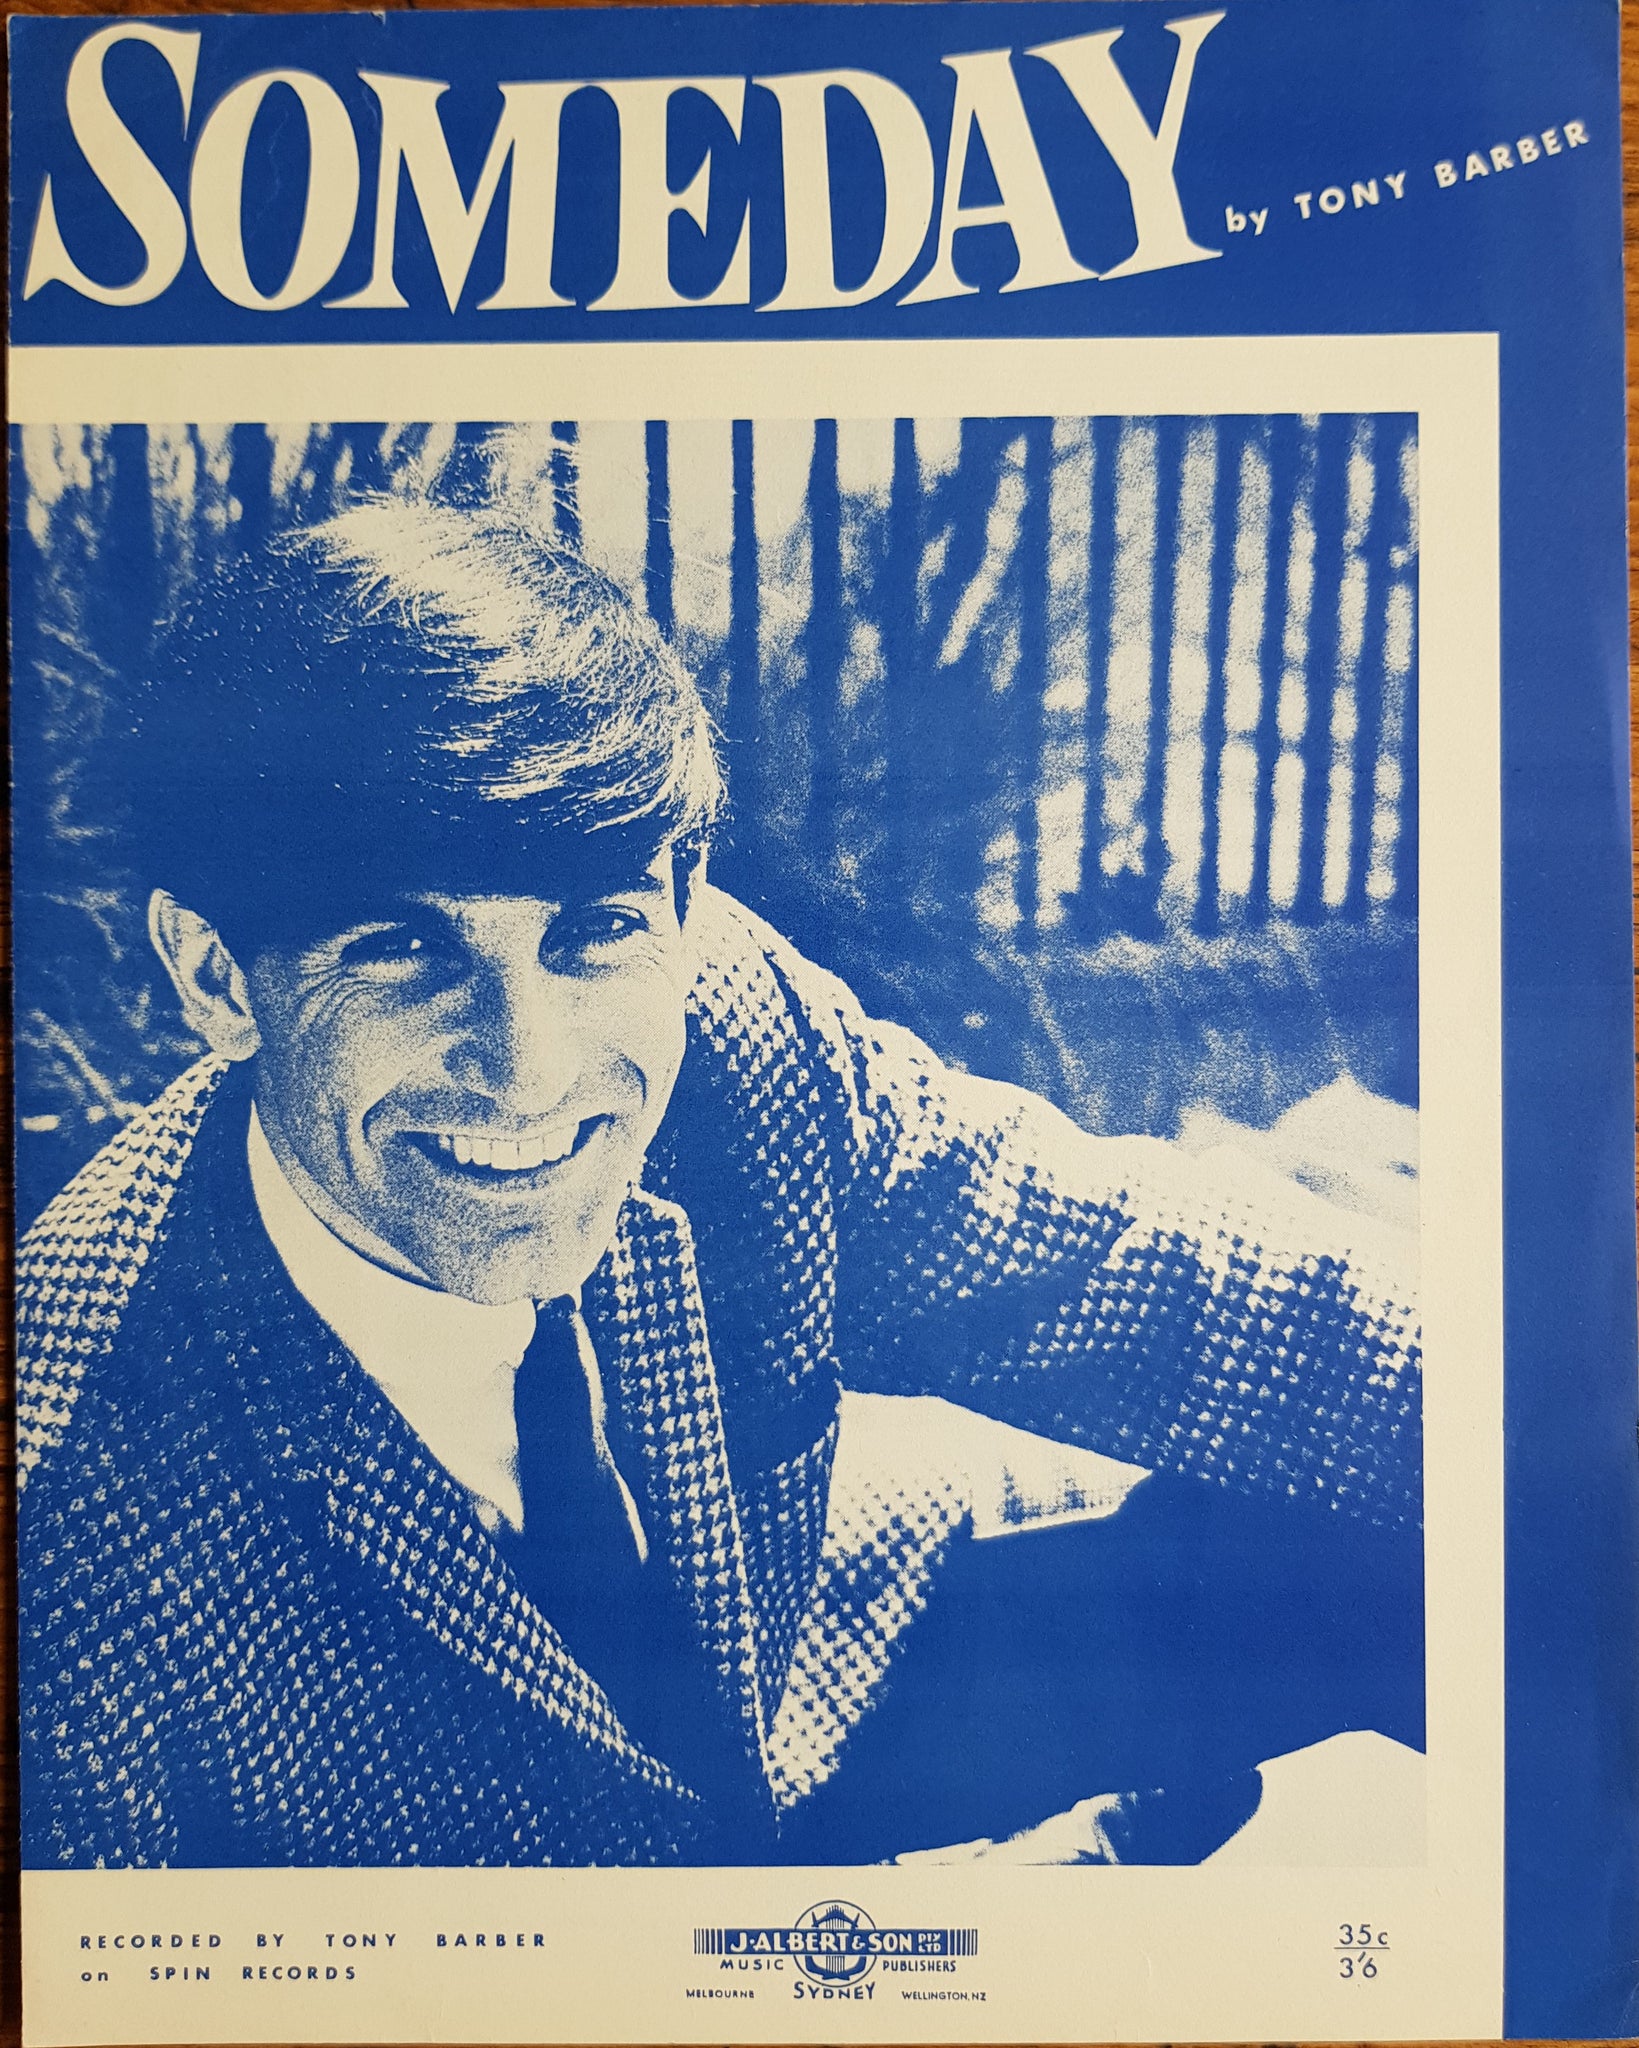 SOMEDAY
by TONY BARBER
RECORDED BY TONY BARBER
on SPIN RECORDS
J. ALBERT & SON PTY LTD
MUSIC PUBLISHERS
MELBOURNE SYDNEY WELLINGTON, NZ
35c
3'6